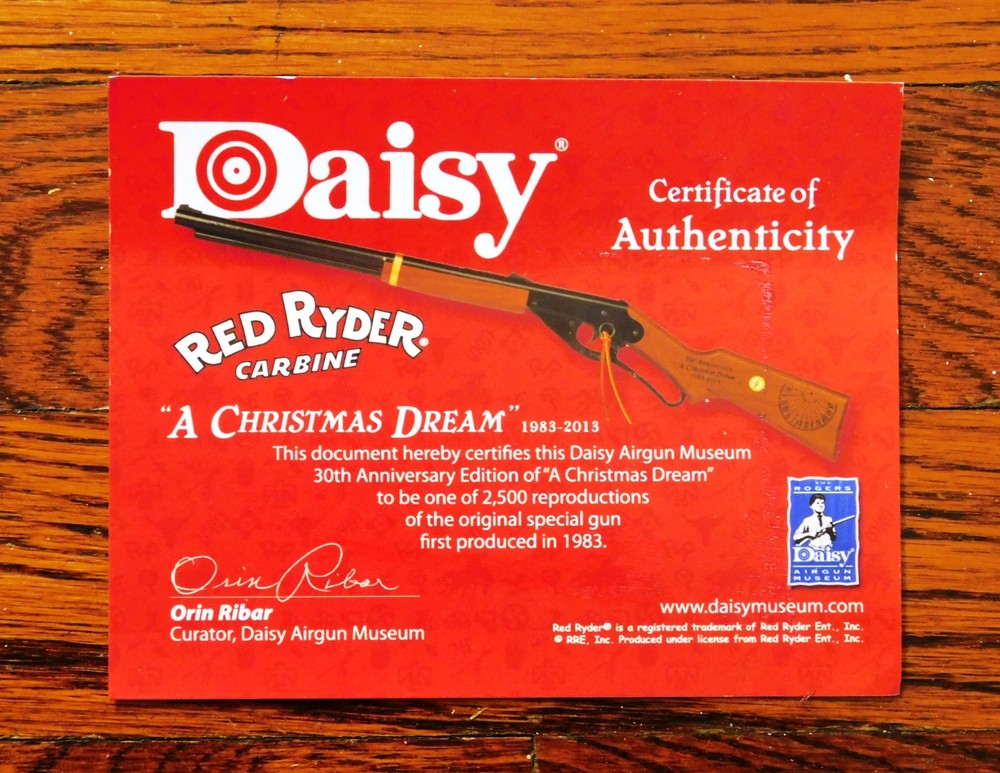 Daisy®
Certificate of
Authenticity
RED RYDER®
CARBINE
"A CHRISTMAS DREAM" 1983-2013
This document hereby certifies this Daisy Airgun Museum
30th Anniversary Edition of "A Christmas Dream"
to be one of 2,500 reproductions
of the original special gun
first produced in 1983.
Orin Ribar
Orin Ribar
Curator, Daisy Airgun Museum
THE
ROGERS
Daisy®
AIRGUN
MUSEUM
www.daisymuseum.com
Red Ryder® is a registered trademark of Red Ryder Ent., Inc.
© RRE, Inc. Produced under license from Red Ryder Ent., Inc.